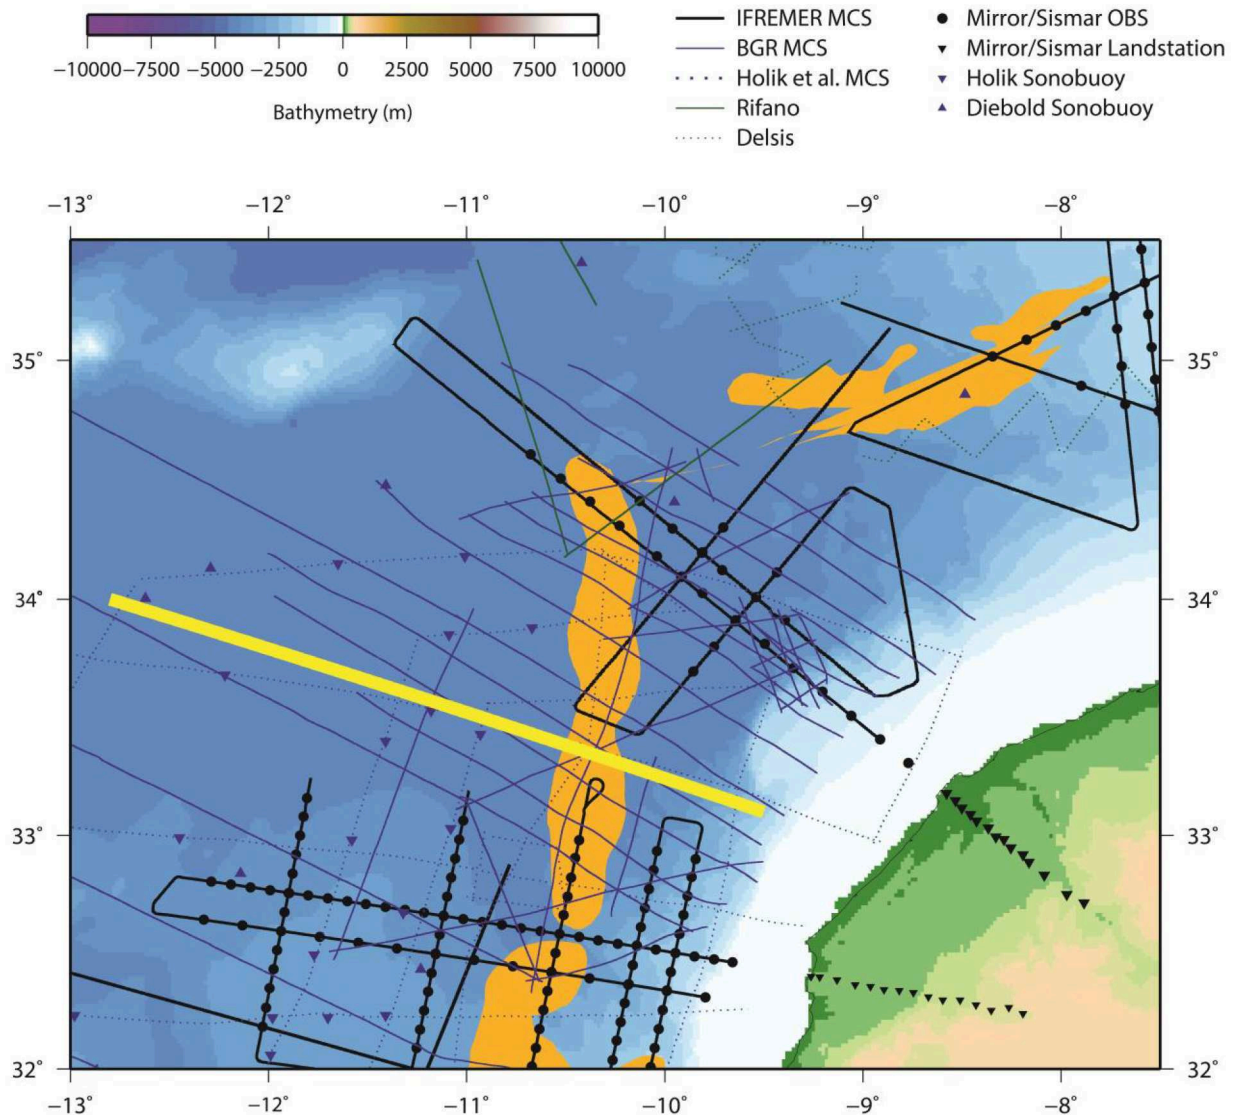 −10000 −7500 −5000 −2500 0 2500 5000 7500 10000
Bathymetry (m)
IFREMER MCS
BGR MCS
Holik et al. MCS
Rifano
Delsis
Mirror/Sismar OBS
Mirror/Sismar Landstation
Holik Sonobuoy
Diebold Sonobuoy
−13˚ −12˚ −11˚ −10˚ −9˚ −8˚
35˚ 35˚
34˚ 34˚
33˚ 33˚
32˚ 32˚
−13˚ −12˚ −11˚ −10˚ −9˚ −8˚